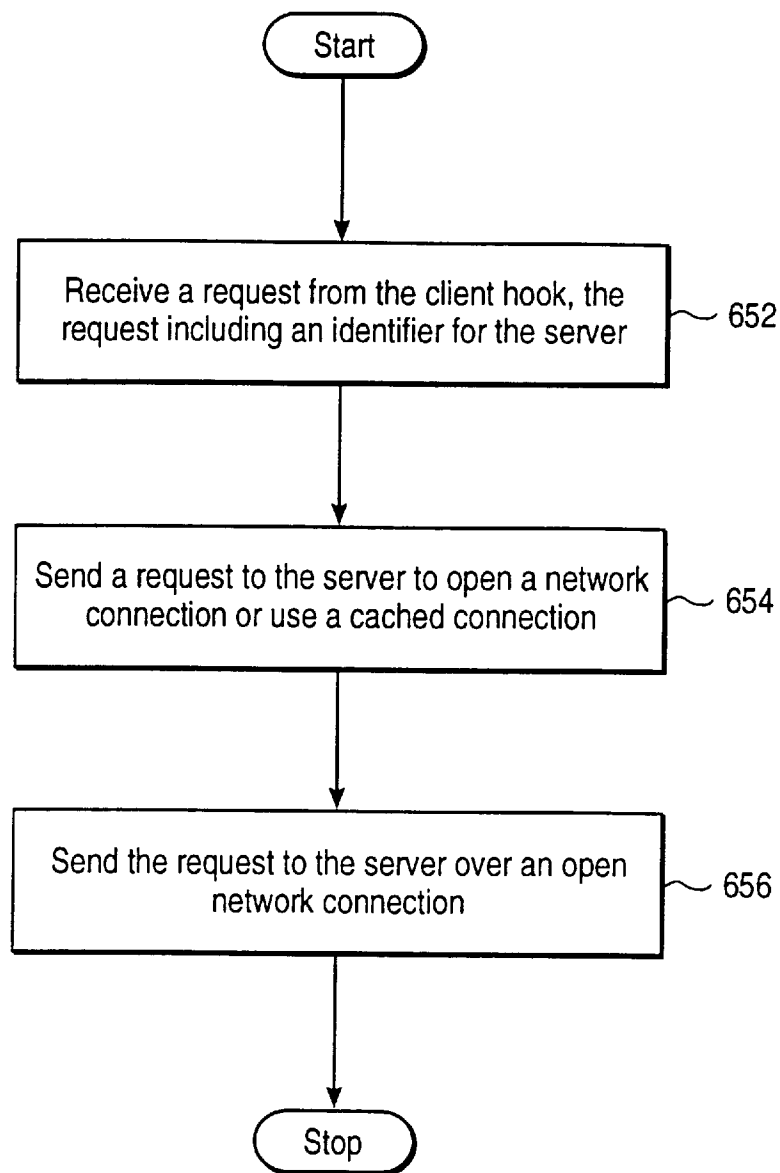 Start
Receive a request from the client hook, the
request including an identifier for the server
652
Send a request to the server to open a network
connection or use a cached connection
654
Send the request to the server over an open
network connection
656
Stop